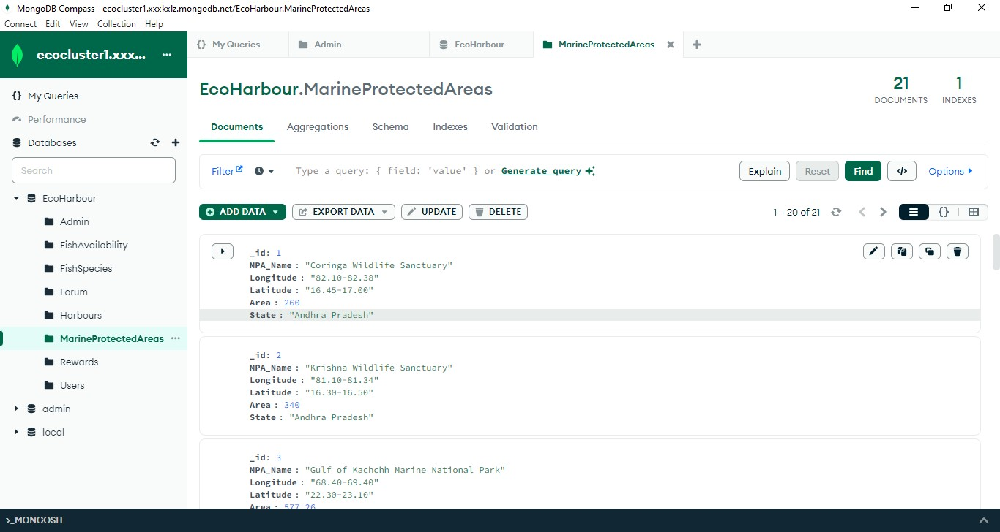 MongoDB Compass - ecocluster1.xxxkxlz.mongodb.net/EcoHarbour.MarineProtectedAreas
Connect Edit View Collection Help
ecocluster1.xxx... ...
{} My Queries
Admin
EcoHarbour
MarineProtectedAreas
{} My Queries
Performance
Databases
Search
EcoHarbour
Admin
FishAvailability
FishSpecies
Forum
Harbours
MarineProtectedAreas ...
Rewards
Users
admin
local
EcoHarbour.MarineProtectedAreas
21 DOCUMENTS
1 INDEXES
Documents Aggregations Schema Indexes Validation
Filter Type a query: { field: 'value' } or Generate query Explain Reset Find </> Options
ADD DATA EXPORT DATA UPDATE DELETE 1 – 20 of 21 {}
_id: 1
MPA_Name : "Coringa Wildlife Sanctuary"
Longitude : "82.10-82.38"
Latitude : "16.45-17.00"
Area : 260
State : "Andhra Pradesh"
_id: 2
MPA_Name : "Krishna Wildlife Sanctuary"
Longitude : "81.10-81.34"
Latitude : "16.30-16.50"
Area : 340
State : "Andhra Pradesh"
_id: 3
MPA_Name : "Gulf of Kachchh Marine National Park"
Longitude : "68.40-69.40"
Latitude : "22.30-23.10"
Area : 577.26
>_MONGOSH